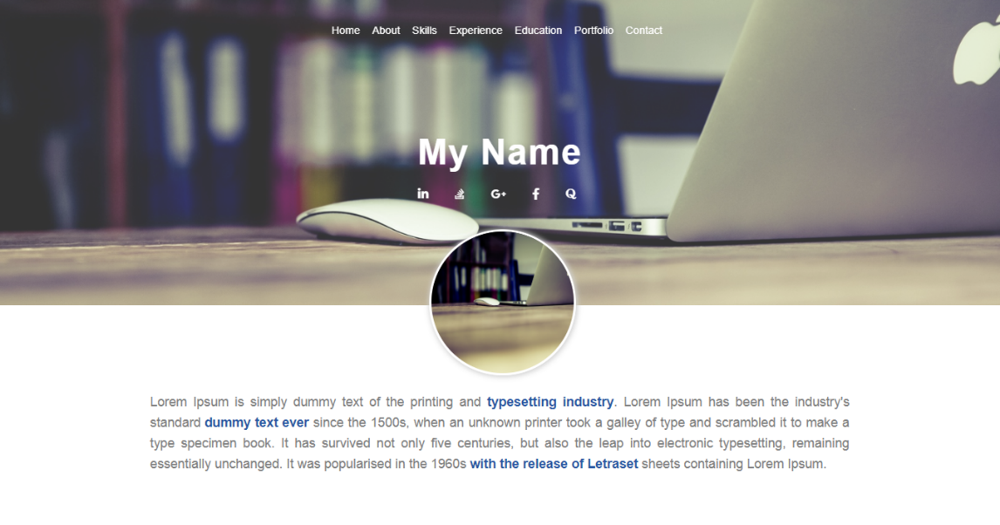 Home About Skills Experience Education Portfolio Contact
My Name
Lorem Ipsum is simply dummy text of the printing and typesetting industry. Lorem Ipsum has been the industry's
standard dummy text ever since the 1500s, when an unknown printer took a galley of type and scrambled it to make a
type specimen book. It has survived not only five centuries, but also the leap into electronic typesetting, remaining
essentially unchanged. It was popularised in the 1960s with the release of Letraset sheets containing Lorem Ipsum.